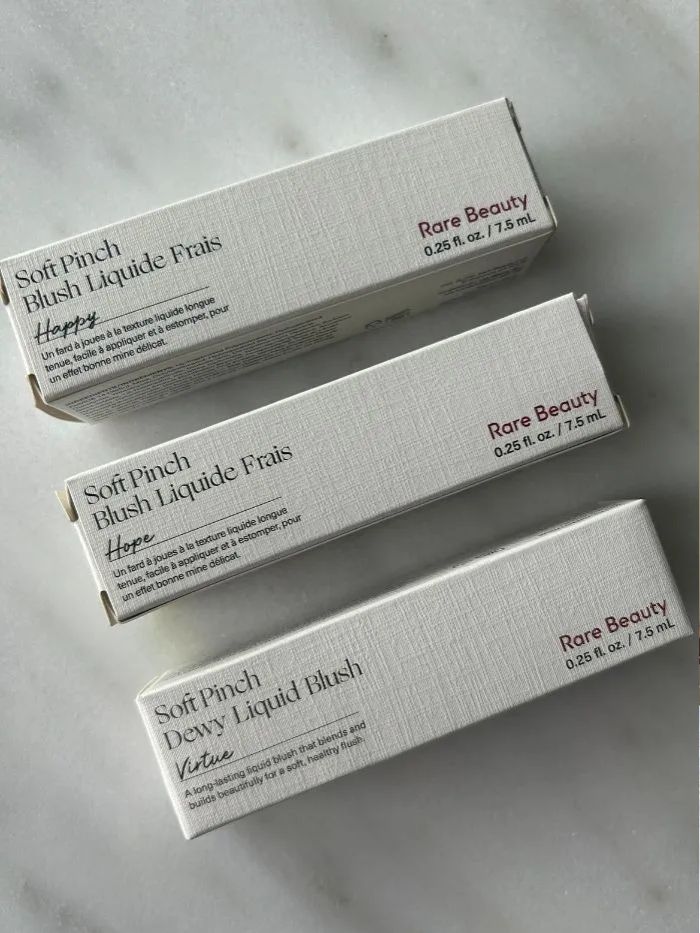 Soft Pinch
Blush Liquide Frais
Happy
Un fard à joues à la texture liquide longue
tenue, facile à appliquer et à estomper, pour
un effet bonne mine délicat.
Rare Beauty
0.25 fl. oz. / 7.5 mL
Soft Pinch
Blush Liquide Frais
Hope
Un fard à joues à la texture liquide longue
tenue, facile à appliquer et à estomper, pour
un effet bonne mine délicat.
Rare Beauty
0.25 fl. oz. / 7.5 mL
Soft Pinch
Dewy Liquid Blush
Virtue
A long-lasting liquid blush that blends and
builds beautifully for a soft, healthy flush.
Rare Beauty
0.25 fl. oz. / 7.5 mL